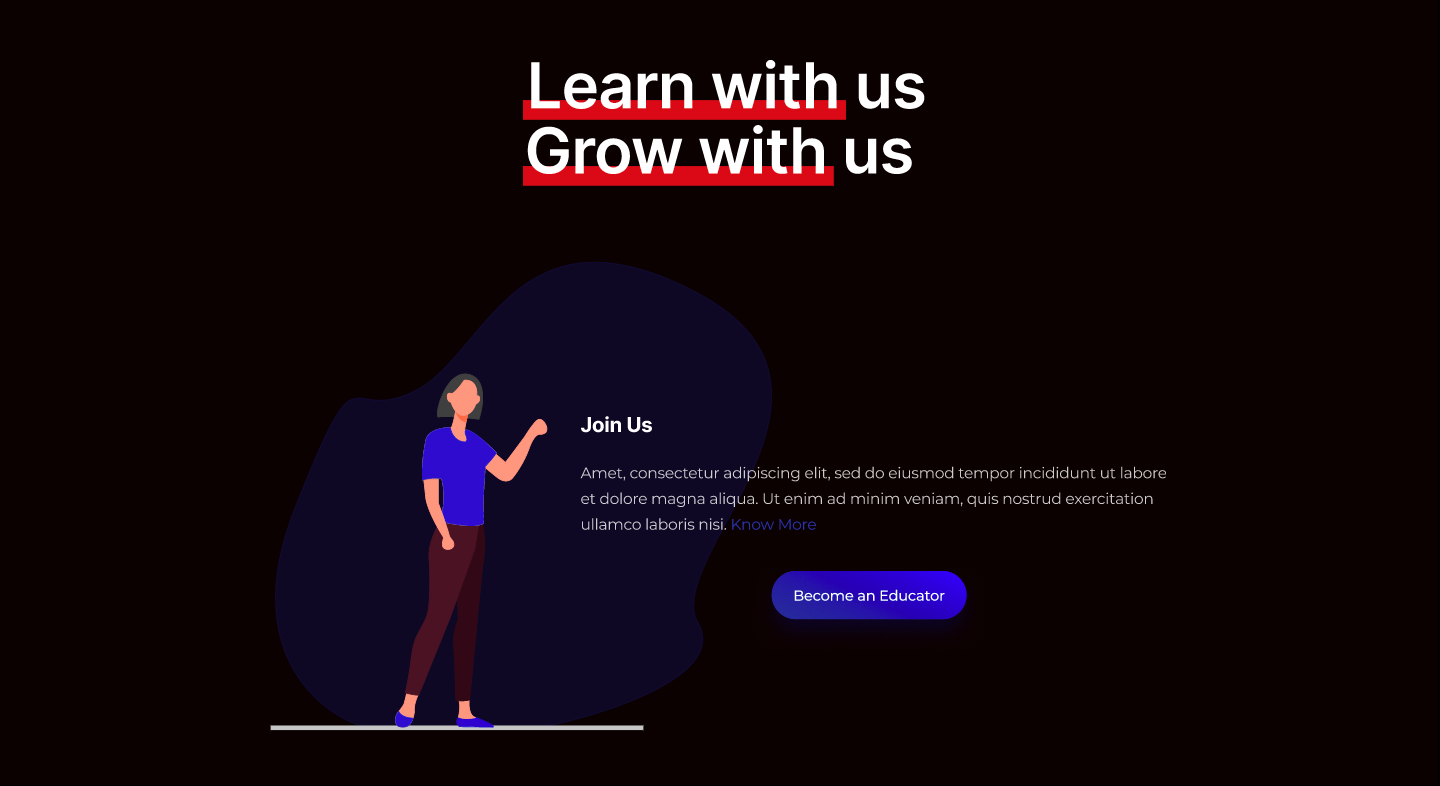 Learn with us
Grow with us
Join Us
Amet, consectetur adipiscing elit, sed do eiusmod tempor incididunt ut labore
et dolore magna aliqua. Ut enim ad minim veniam, quis nostrud exercitation
ullamco laboris nisi. Know More
Become an Educator